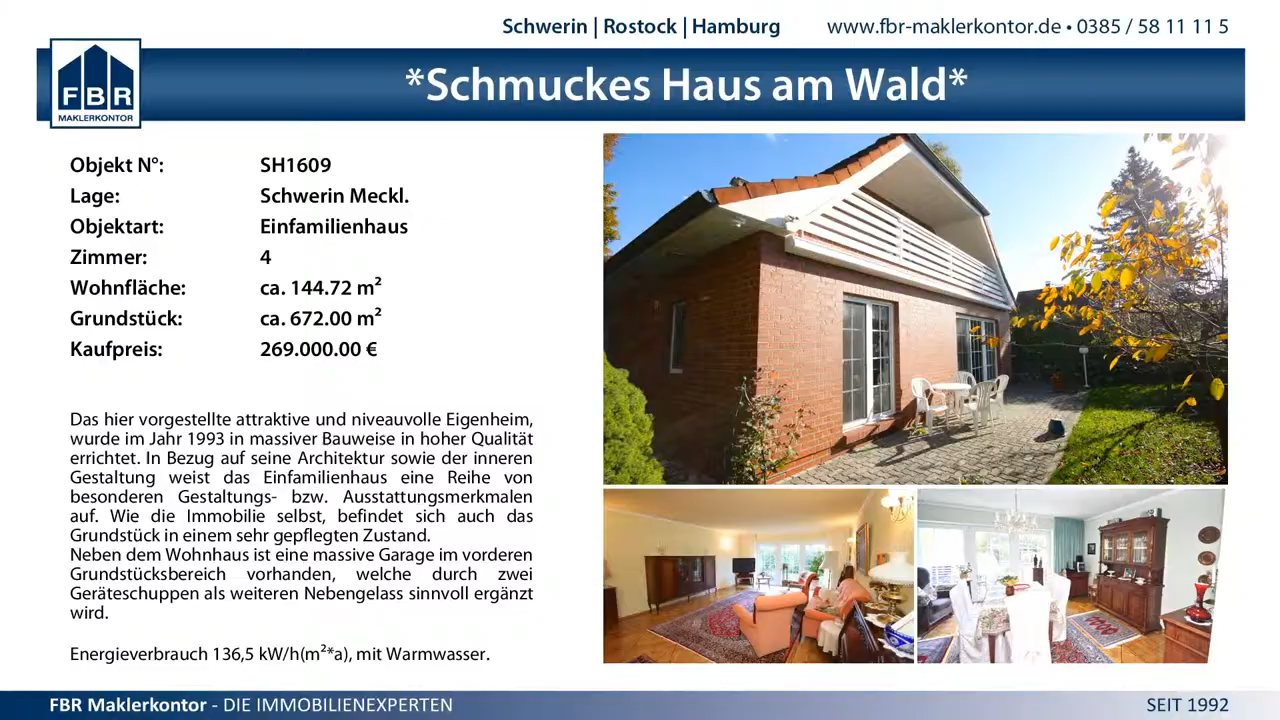 Schwerin | Rostock | Hamburg www.fbr-maklerkontor.de • 0385 / 58 11 11 5
FBR
MAKLERKONTOR
*Schmuckes Haus am Wald*
Objekt N°: SH1609
Lage: Schwerin Meckl.
Objektart: Einfamilienhaus
Zimmer: 4
Wohnfläche: ca. 144.72 m²
Grundstück: ca. 672.00 m²
Kaufpreis: 269.000.00 €
Das hier vorgestellte attraktive und niveauvolle Eigenheim,
wurde im Jahr 1993 in massiver Bauweise in hoher Qualität
errichtet. In Bezug auf seine Architektur sowie der inneren
Gestaltung weist das Einfamilienhaus eine Reihe von
besonderen Gestaltungs- bzw. Ausstattungsmerkmalen
auf. Wie die Immobilie selbst, befindet sich auch das
Grundstück in einem sehr gepflegten Zustand.
Neben dem Wohnhaus ist eine massive Garage im vorderen
Grundstücksbereich vorhanden, welche durch zwei
Geräteschuppen als weiteren Nebengelass sinnvoll ergänzt
wird.
Energieverbrauch 136,5 kW/h(m²*a), mit Warmwasser.
FBR Maklerkontor - DIE IMMOBILIENEXPERTEN SEIT 1992